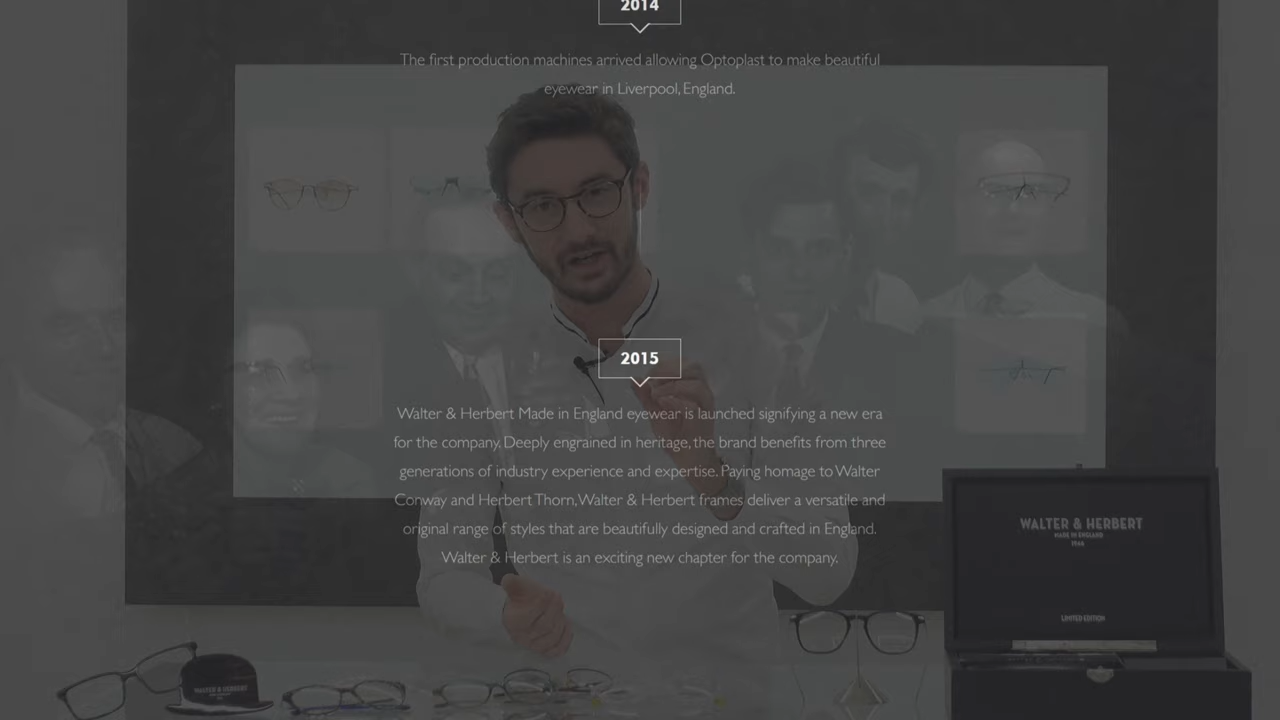 2014
The first production machines arrived allowing Optoplast to make beautiful
eyewear in Liverpool, England.
2015
Walter & Herbert Made in England eyewear is launched signifying a new era
for the company. Deeply engrained in heritage, the brand benefits from three
generations of industry experience and expertise. Paying homage to Walter
Conway and Herbert Thorn, Walter & Herbert frames deliver a versatile and
original range of styles that are beautifully designed and crafted in England.
Walter & Herbert is an exciting new chapter for the company.
WALTER & HERBERT
MADE IN ENGLAND
1946
LIMITED EDITION
WALTER & HERBERT